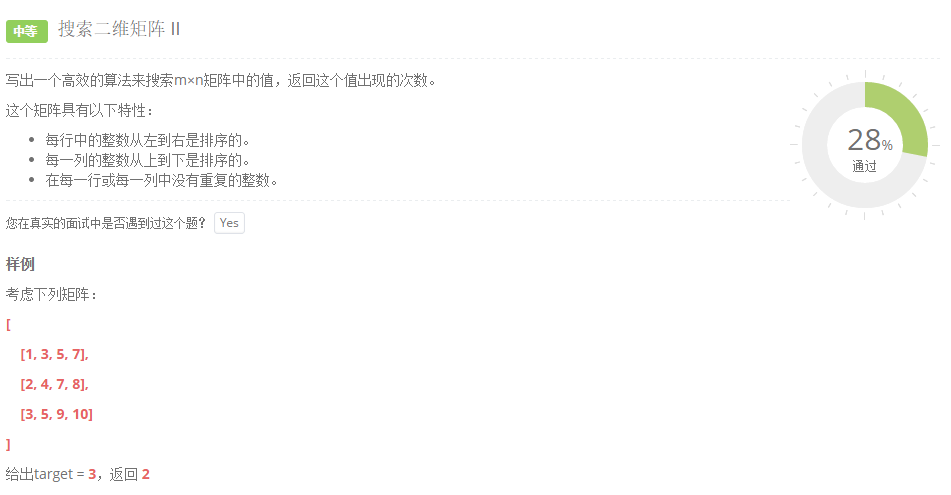 中等 搜索二维矩阵 II
写出一个高效的算法来搜索m×n矩阵中的值，返回这个值出现的次数。
这个矩阵具有以下特性：
每行中的整数从左到右是排序的。
每一列的整数从上到下是排序的。
在每一行或每一列中没有重复的整数。
28%
通过
您在真实的面试中是否遇到过这个题？ Yes
样例
考虑下列矩阵：
[
[1, 3, 5, 7],
[2, 4, 7, 8],
[3, 5, 9, 10]
]
给出target = 3，返回 2